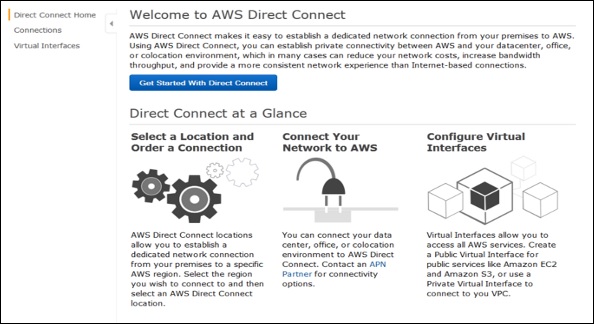 Direct Connect Home
Connections
Virtual Interfaces
Welcome to AWS Direct Connect
AWS Direct Connect makes it easy to establish a dedicated network connection from your premises to AWS.
Using AWS Direct Connect, you can establish private connectivity between AWS and your datacenter, office,
or colocation environment, which in many cases can reduce your network costs, increase bandwidth
throughput, and provide a more consistent network experience than Internet-based connections.
Get Started With Direct Connect
Direct Connect at a Glance
Select a Location and
Order a Connection
AWS Direct Connect locations
allow you to establish a
dedicated network connection
from your premises to a specific
AWS region. Select the region
you wish to connect to and then
select an AWS Direct Connect
location.
Connect Your
Network to AWS
You can connect your data
center, office, or colocation
environment to AWS Direct
Connect. Contact an APN
Partner for connectivity
options.
Configure Virtual
Interfaces
Virtual Interfaces allow you to
access all AWS services. Create
a Public Virtual Interface for
public services like Amazon EC2
and Amazon S3, or use a
Private Virtual Interface to
connect to you VPC.